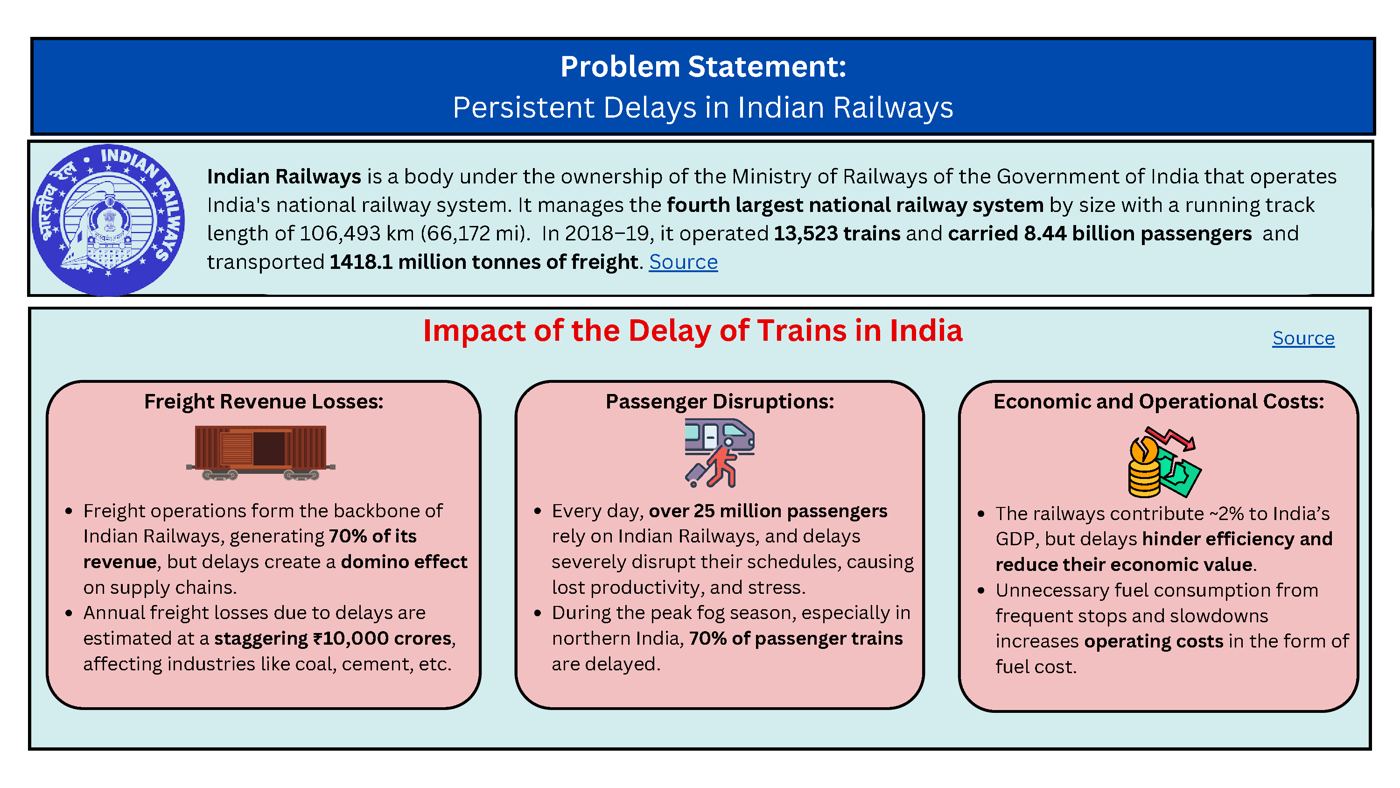 Problem Statement:
Persistent Delays in Indian Railways
भारतीय रेल • INDIAN RAILWAYS
Indian Railways is a body under the ownership of the Ministry of Railways of the Government of India that operates
India's national railway system. It manages the fourth largest national railway system by size with a running track
length of 106,493 km (66,172 mi).  In 2018–19, it operated 13,523 trains and carried 8.44 billion passengers  and
transported 1418.1 million tonnes of freight. Source
Impact of the Delay of Trains in India
Source
Freight Revenue Losses:
• Freight operations form the backbone of
Indian Railways, generating 70% of its
revenue, but delays create a domino effect
on supply chains.
• Annual freight losses due to delays are
estimated at a staggering ₹10,000 crores,
affecting industries like coal, cement, etc.
Passenger Disruptions:
• Every day, over 25 million passengers
rely on Indian Railways, and delays
severely disrupt their schedules, causing
lost productivity, and stress.
• During the peak fog season, especially in
northern India, 70% of passenger trains
are delayed.
Economic and Operational Costs:
• The railways contribute ~2% to India’s
GDP, but delays hinder efficiency and
reduce their economic value.
• Unnecessary fuel consumption from
frequent stops and slowdowns
increases operating costs in the form of
fuel cost.